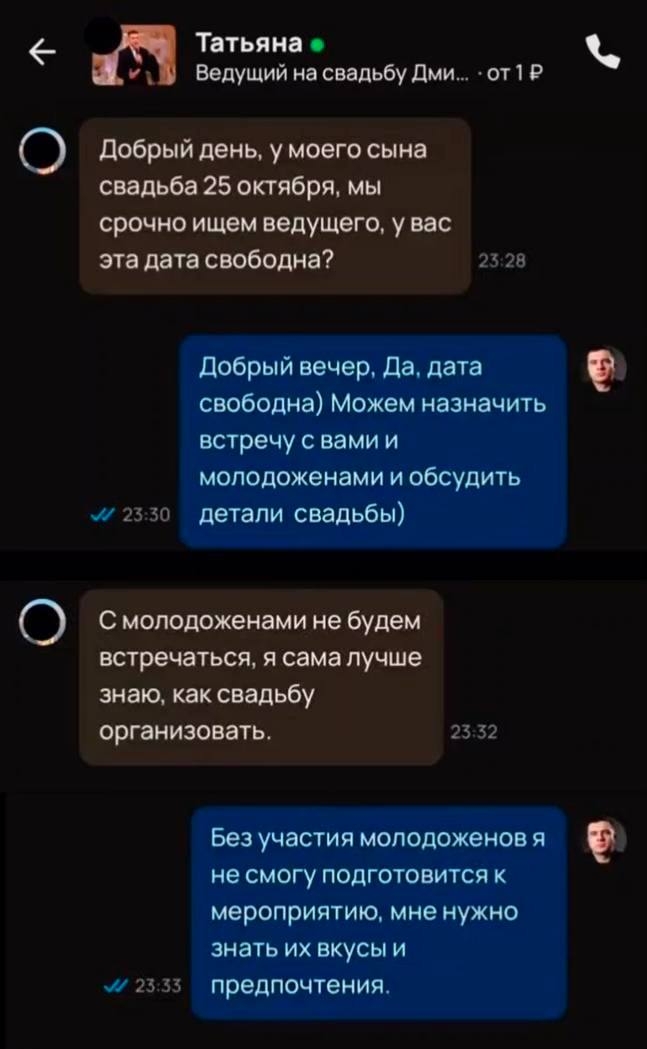 Татьяна
Ведущий на свадьбу Дми... · от 1 ₽
Добрый день, у моего сына
свадьба 25 октября, мы
срочно ищем ведущего, у вас
эта дата свободна?
23:28
Добрый вечер, Да, дата
свободна) Можем назначить
встречу с вами и
молодоженами и обсудить
детали свадьбы)
23:30
С молодоженами не будем
встречаться, я сама лучше
знаю, как свадьбу
организовать.
23:32
Без участия молодоженов я
не смогу подготовится к
мероприятию, мне нужно
знать их вкусы и
предпочтения.
23:33